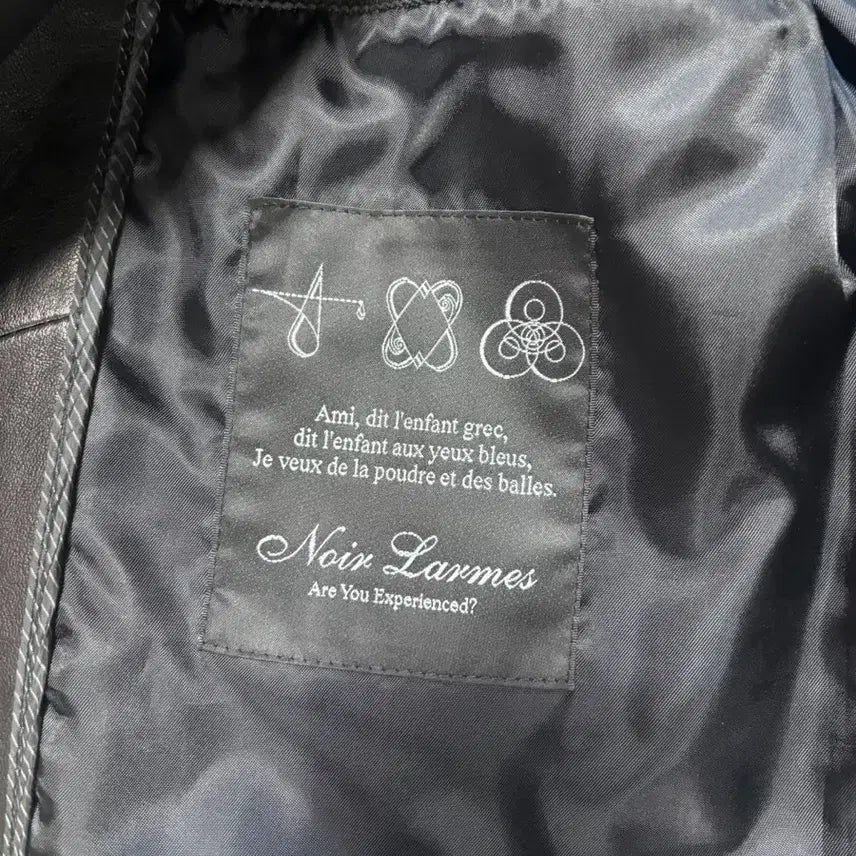 Ami, dit l'enfant grec,
dit l'enfant aux yeux bleus,
Je veux de la poudre et des balles.
Noir Larmes
Are You Experienced?